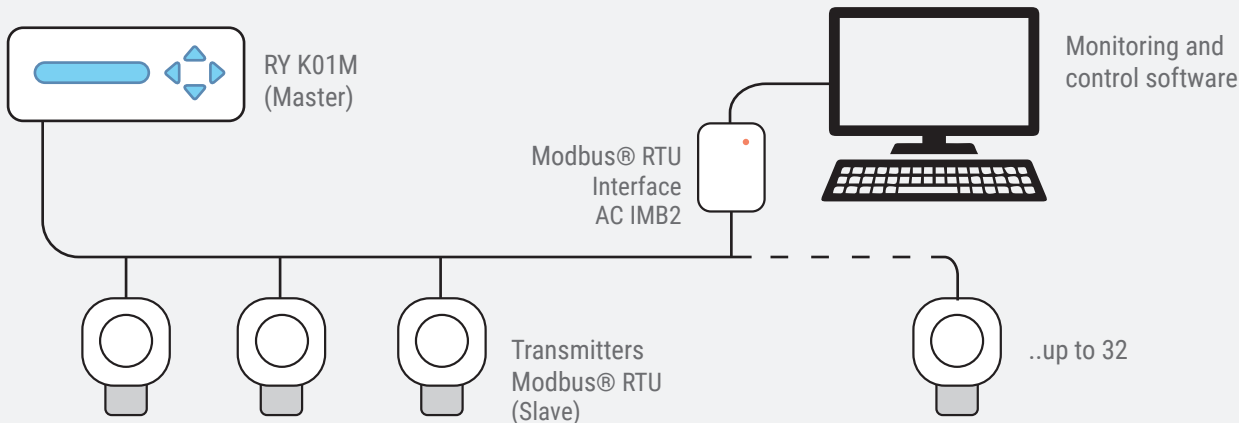 RY K01M
(Master)
Monitoring and
control software
Modbus® RTU
Interface
AC IMB2
Transmitters
Modbus® RTU
(Slave)
..up to 32